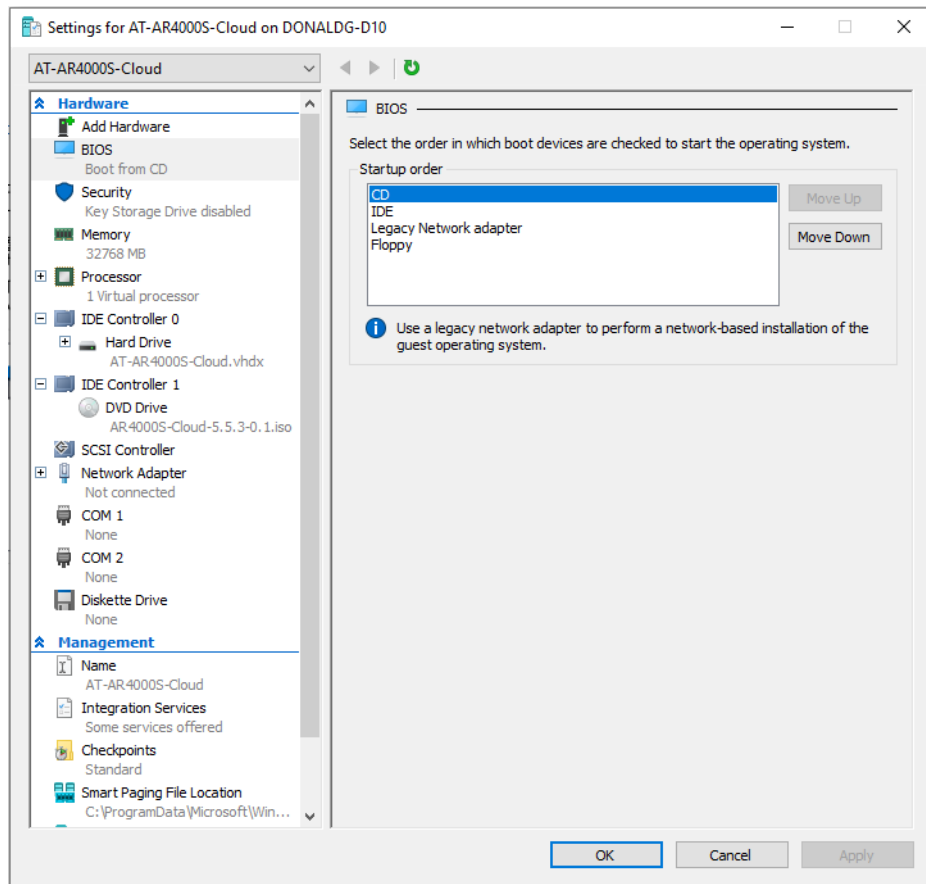 Settings for AT-AR4000S-Cloud on DONALDG-D10
AT-AR4000S-Cloud
Hardware
Add Hardware
BIOS
Boot from CD
Security
Key Storage Drive disabled
Memory
32768 MB
Processor
1 Virtual processor
IDE Controller 0
Hard Drive
AT-AR4000S-Cloud.vhdx
IDE Controller 1
DVD Drive
AR4000S-Cloud-5.5.3-0.1.iso
SCSI Controller
Network Adapter
Not connected
COM 1
None
COM 2
None
Diskette Drive
None
Management
Name
AT-AR4000S-Cloud
Integration Services
Some services offered
Checkpoints
Standard
Smart Paging File Location
C:\ProgramData\Microsoft\Win...
BIOS
Select the order in which boot devices are checked to start the operating system.
Startup order
CD
IDE
Legacy Network adapter
Floppy
Move Up
Move Down
Use a legacy network adapter to perform a network-based installation of the
guest operating system.
OK
Cancel
Apply